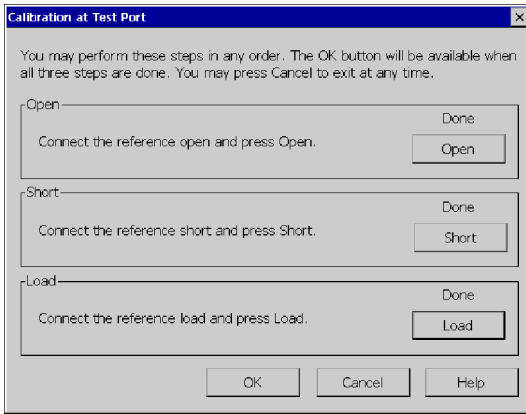 Calibration at Test Port
You may perform these steps in any order. The OK button will be available when
all three steps are done. You may press Cancel to exit at any time.
Open
Done
Connect the reference open and press Open.
Open
Short
Done
Connect the reference short and press Short.
Short
Load
Done
Connect the reference load and press Load.
Load
OK Cancel Help